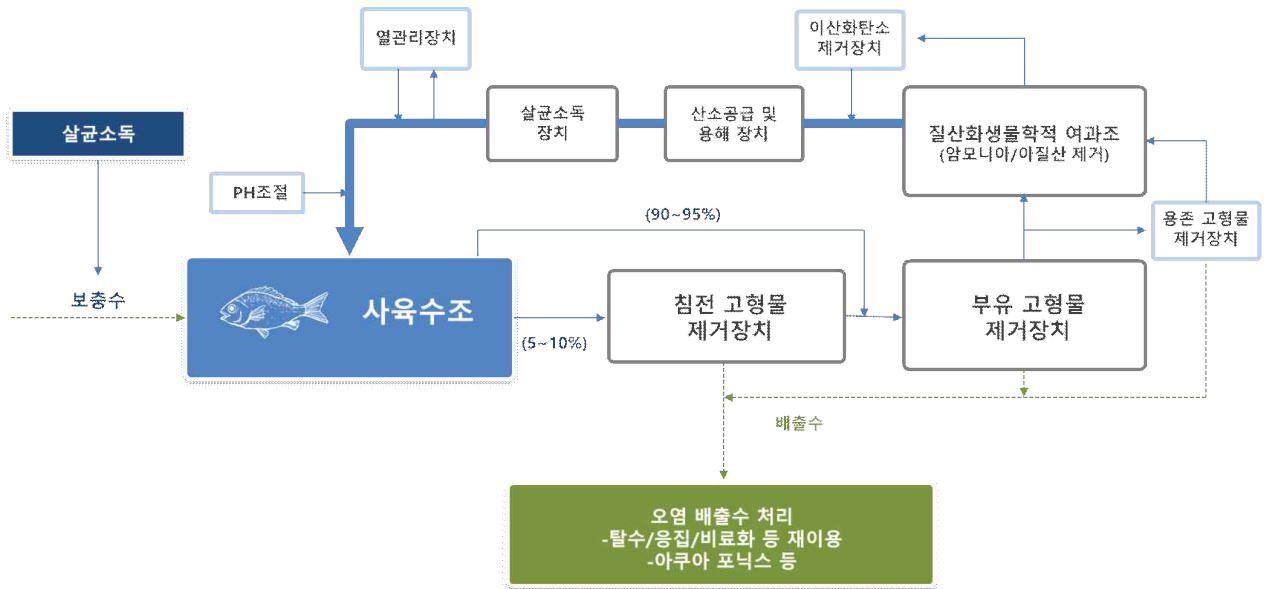 열관리장치
이산화탄소
제거장치
살균소독
살균소독
장치
산소공급 및
용해 장치
질산화생물학적 여과조
(암모니아/아질산 제거)
PH조절
(90~95%)
용존 고형물
제거장치
보충수
사육수조
(5~10%)
침전 고형물
제거장치
부유 고형물
제거장치
배출수
오염 배출수 처리
-탈수/응집/비료화 등 재이용
-아쿠아 포닉스 등